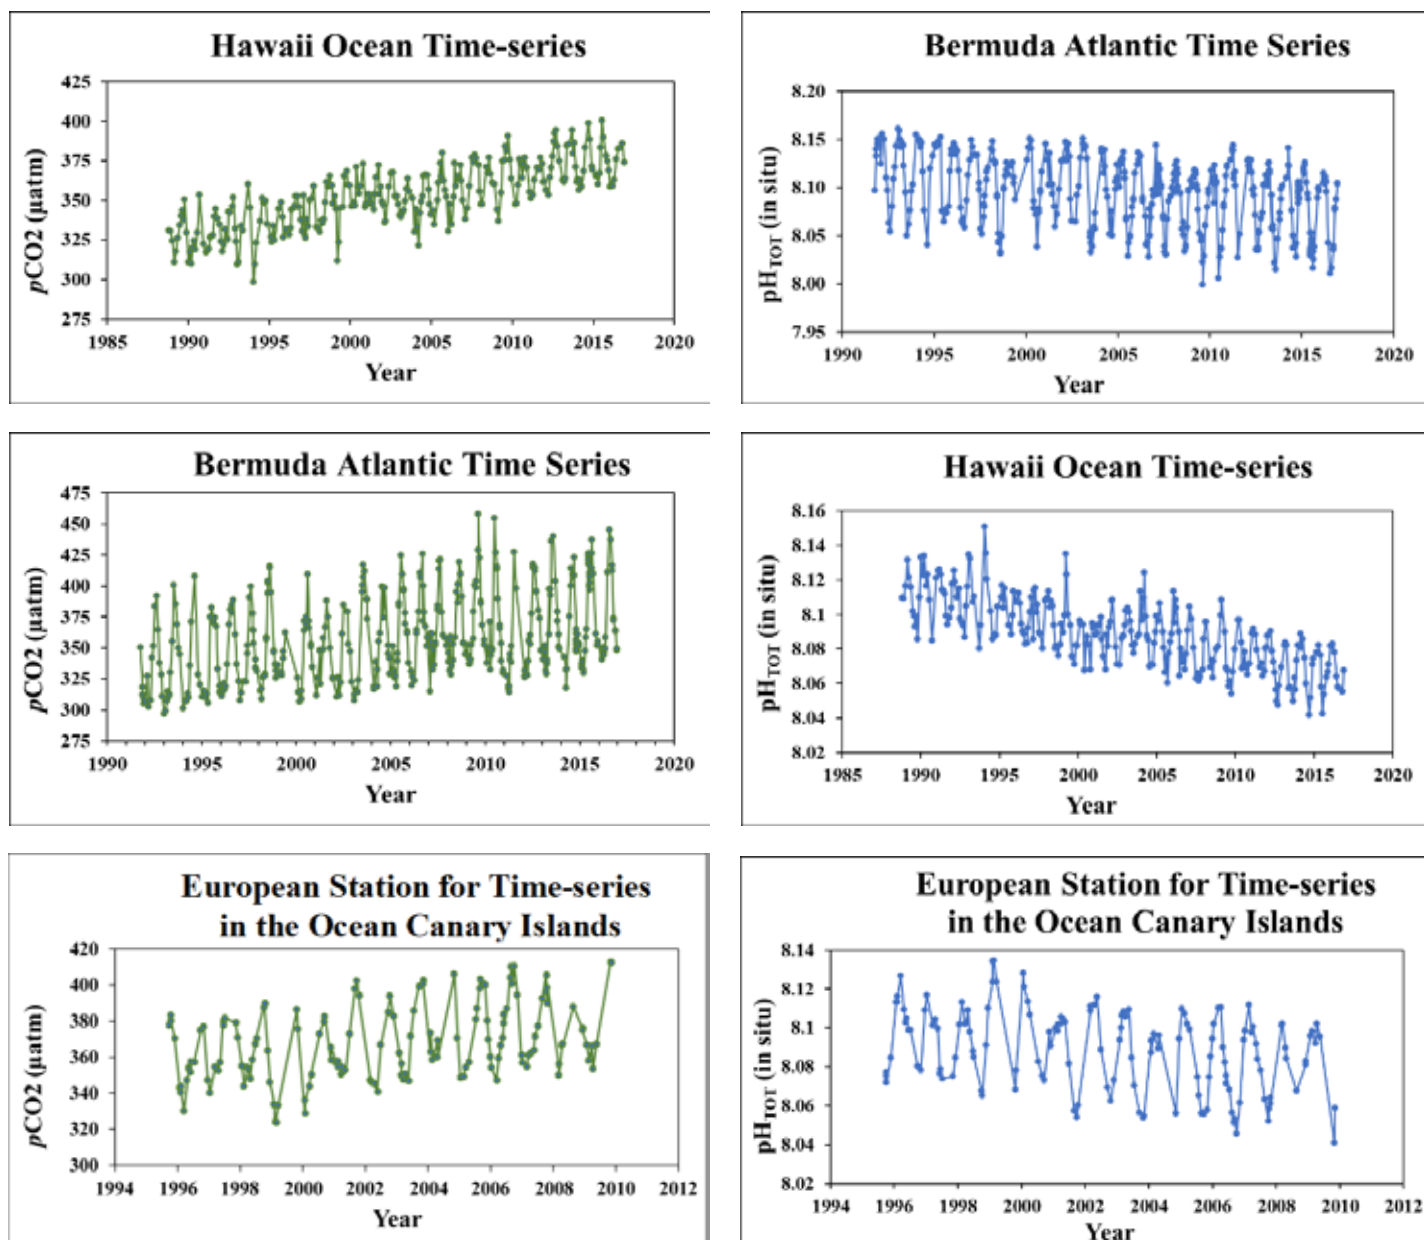 Hawaii Ocean Time-series
pCO2 (µatm)
425
400
375
350
325
300
275
1985 1990 1995 2000 2005 2010 2015 2020
Year
Bermuda Atlantic Time Series
pHTOT (in situ)
8.20
8.15
8.10
8.05
8.00
7.95
1990 1995 2000 2005 2010 2015 2020
Year
Bermuda Atlantic Time Series
pCO2 (µatm)
475
450
425
400
375
350
325
300
275
1990 1995 2000 2005 2010 2015 2020
Year
Hawaii Ocean Time-series
pHTOT (in situ)
8.16
8.14
8.12
8.1
8.08
8.06
8.04
8.02
1985 1990 1995 2000 2005 2010 2015 2020
Year
European Station for Time-series
in the Ocean Canary Islands
pCO2 (µatm)
420
400
380
360
340
320
300
1994 1996 1998 2000 2002 2004 2006 2008 2010 2012
Year
European Station for Time-series
in the Ocean Canary Islands
pHTOT (in situ)
8.14
8.12
8.1
8.08
8.06
8.04
8.02
1994 1996 1998 2000 2002 2004 2006 2008 2010 2012
Year